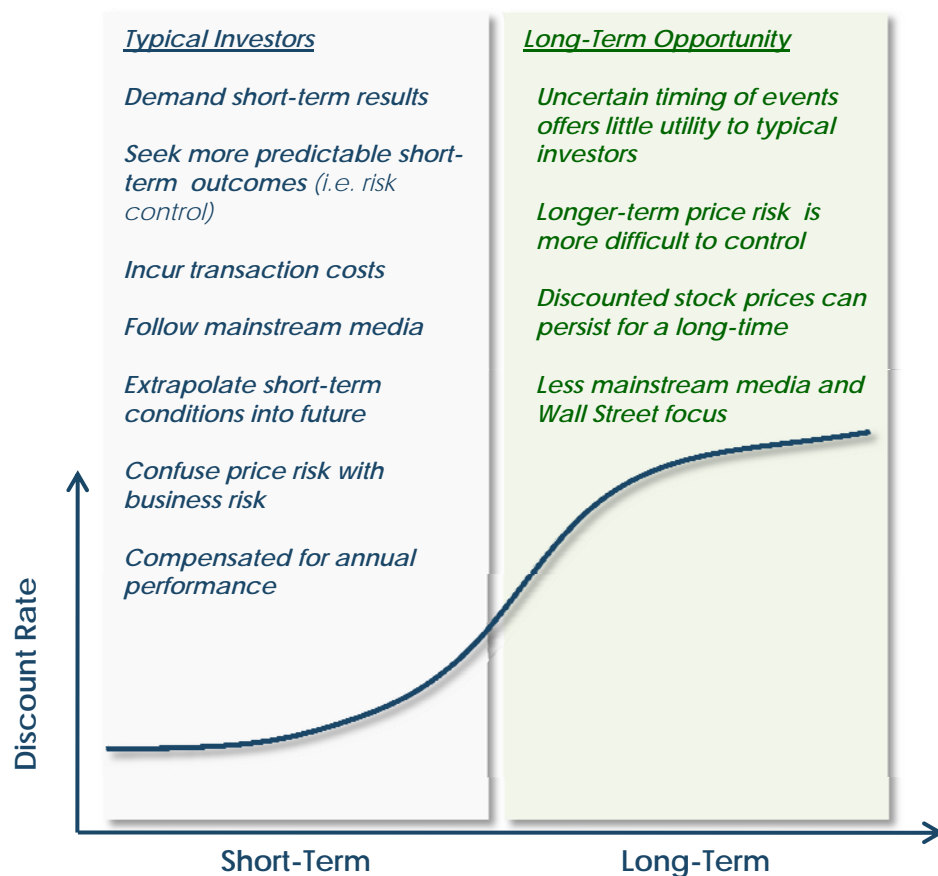 Typical Investors
Demand short-term results
Seek more predictable short-
term outcomes (i.e. risk
control)
Incur transaction costs
Follow mainstream media
Extrapolate short-term
conditions into future
Confuse price risk with
business risk
Compensated for annual
performance
Long-Term Opportunity
Uncertain timing of events
offers little utility to typical
investors
Longer-term price risk is
more difficult to control
Discounted stock prices can
persist for a long-time
Less mainstream media and
Wall Street focus
Discount Rate
Short-Term
Long-Term